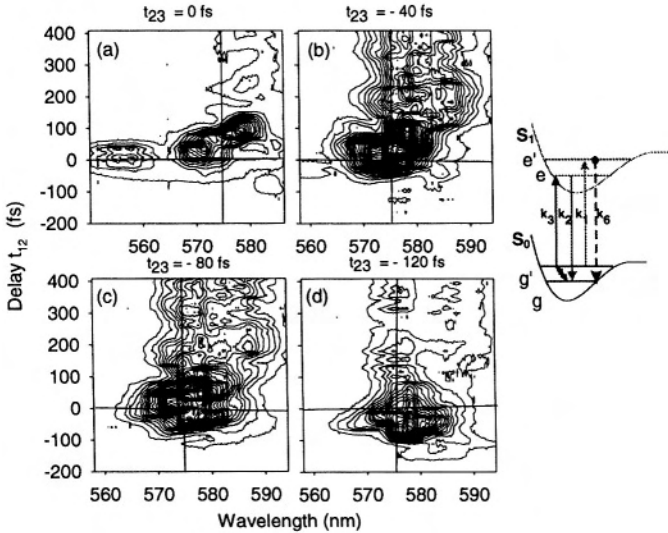 t23 = 0 fs
t23 = - 40 fs
(a)
(b)
400
300
200
100
0
-100
-200
560
570
580
590
560
570
580
590
t23 = - 80 fs
t23 = - 120 fs
(c)
(d)
400
300
200
100
0
-100
-200
560
570
580
590
560
570
580
590
Delay t12 (fs)
Wavelength (nm)
S1
e'
e
k3
k2
k6
S0
g'
g